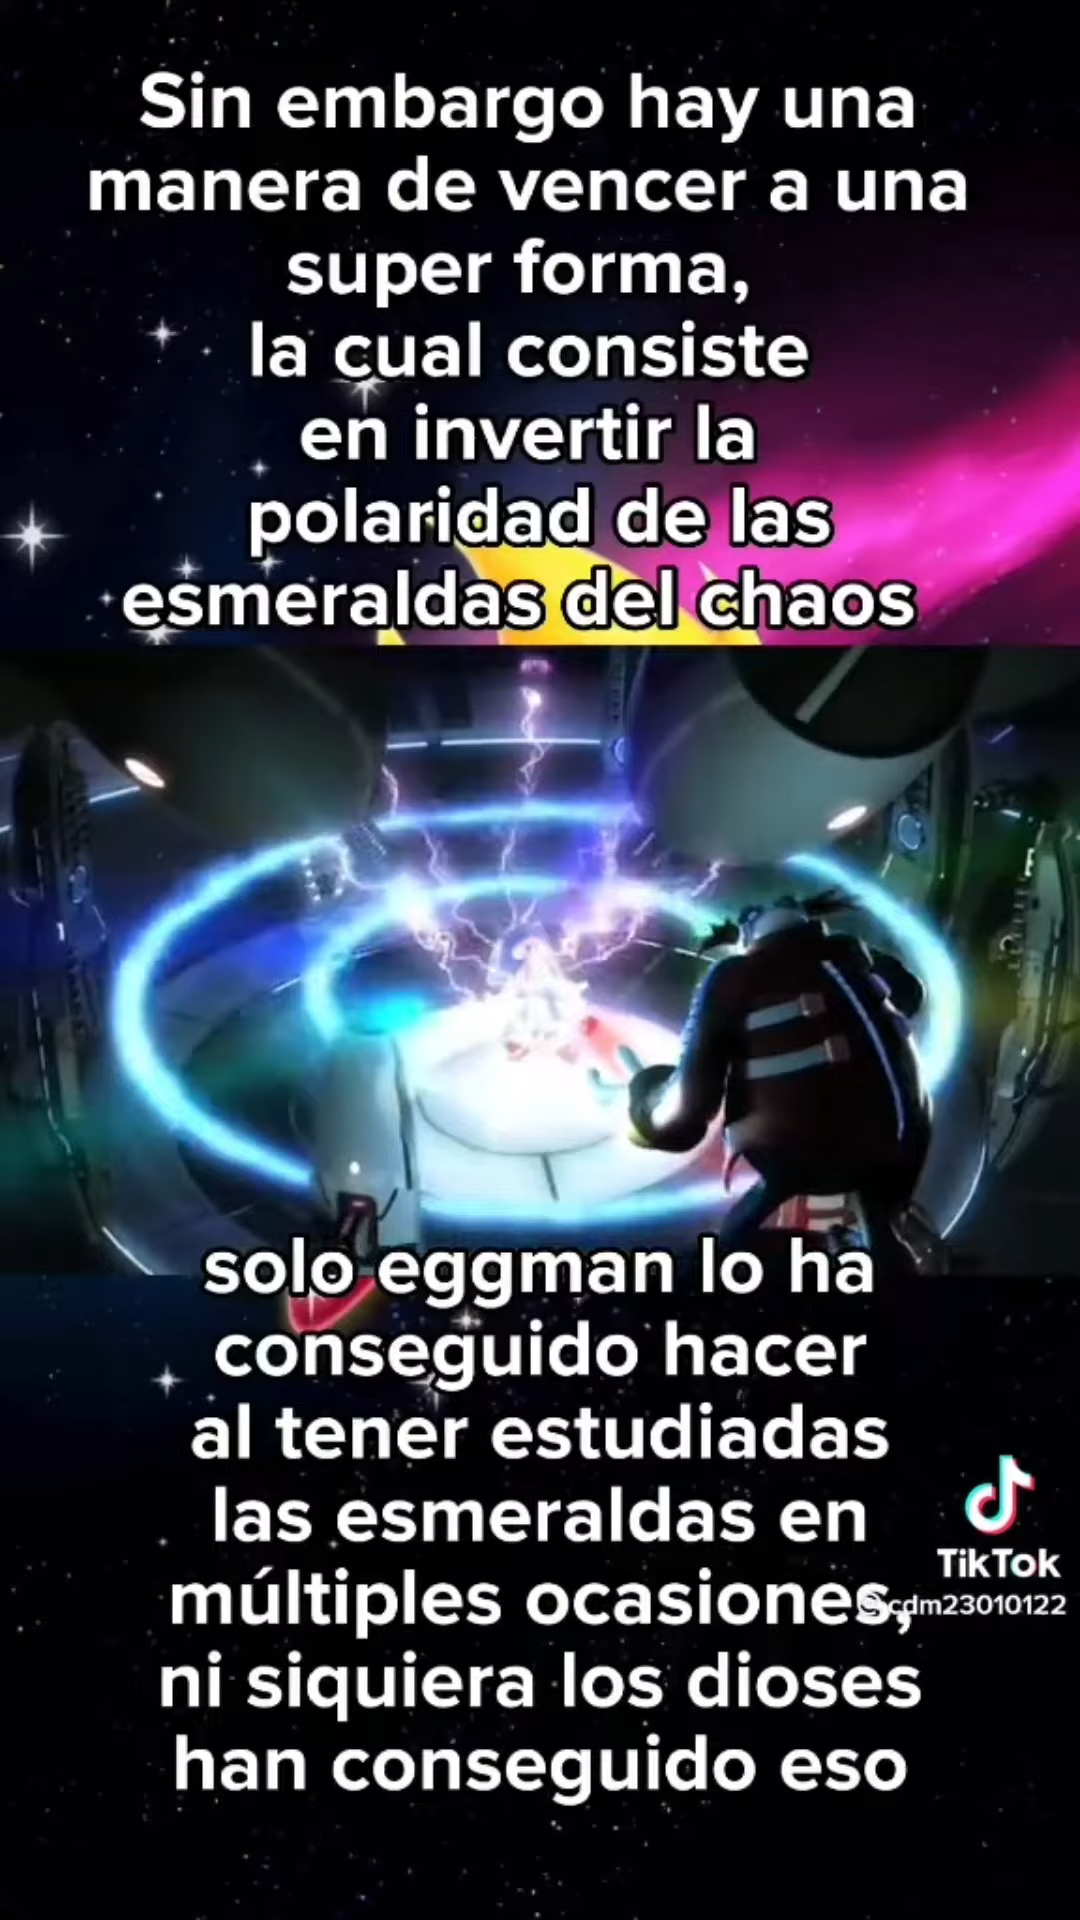 Sin embargo hay una
manera de vencer a una
super forma,
la cual consiste
en invertir la
polaridad de las
esmeraldas del chaos
solo eggman lo ha
conseguido hacer
al tener estudiadas
las esmeraldas en
múltiples ocasiones,
ni siquiera los dioses
han conseguido eso
TikTok
@cdm23010122